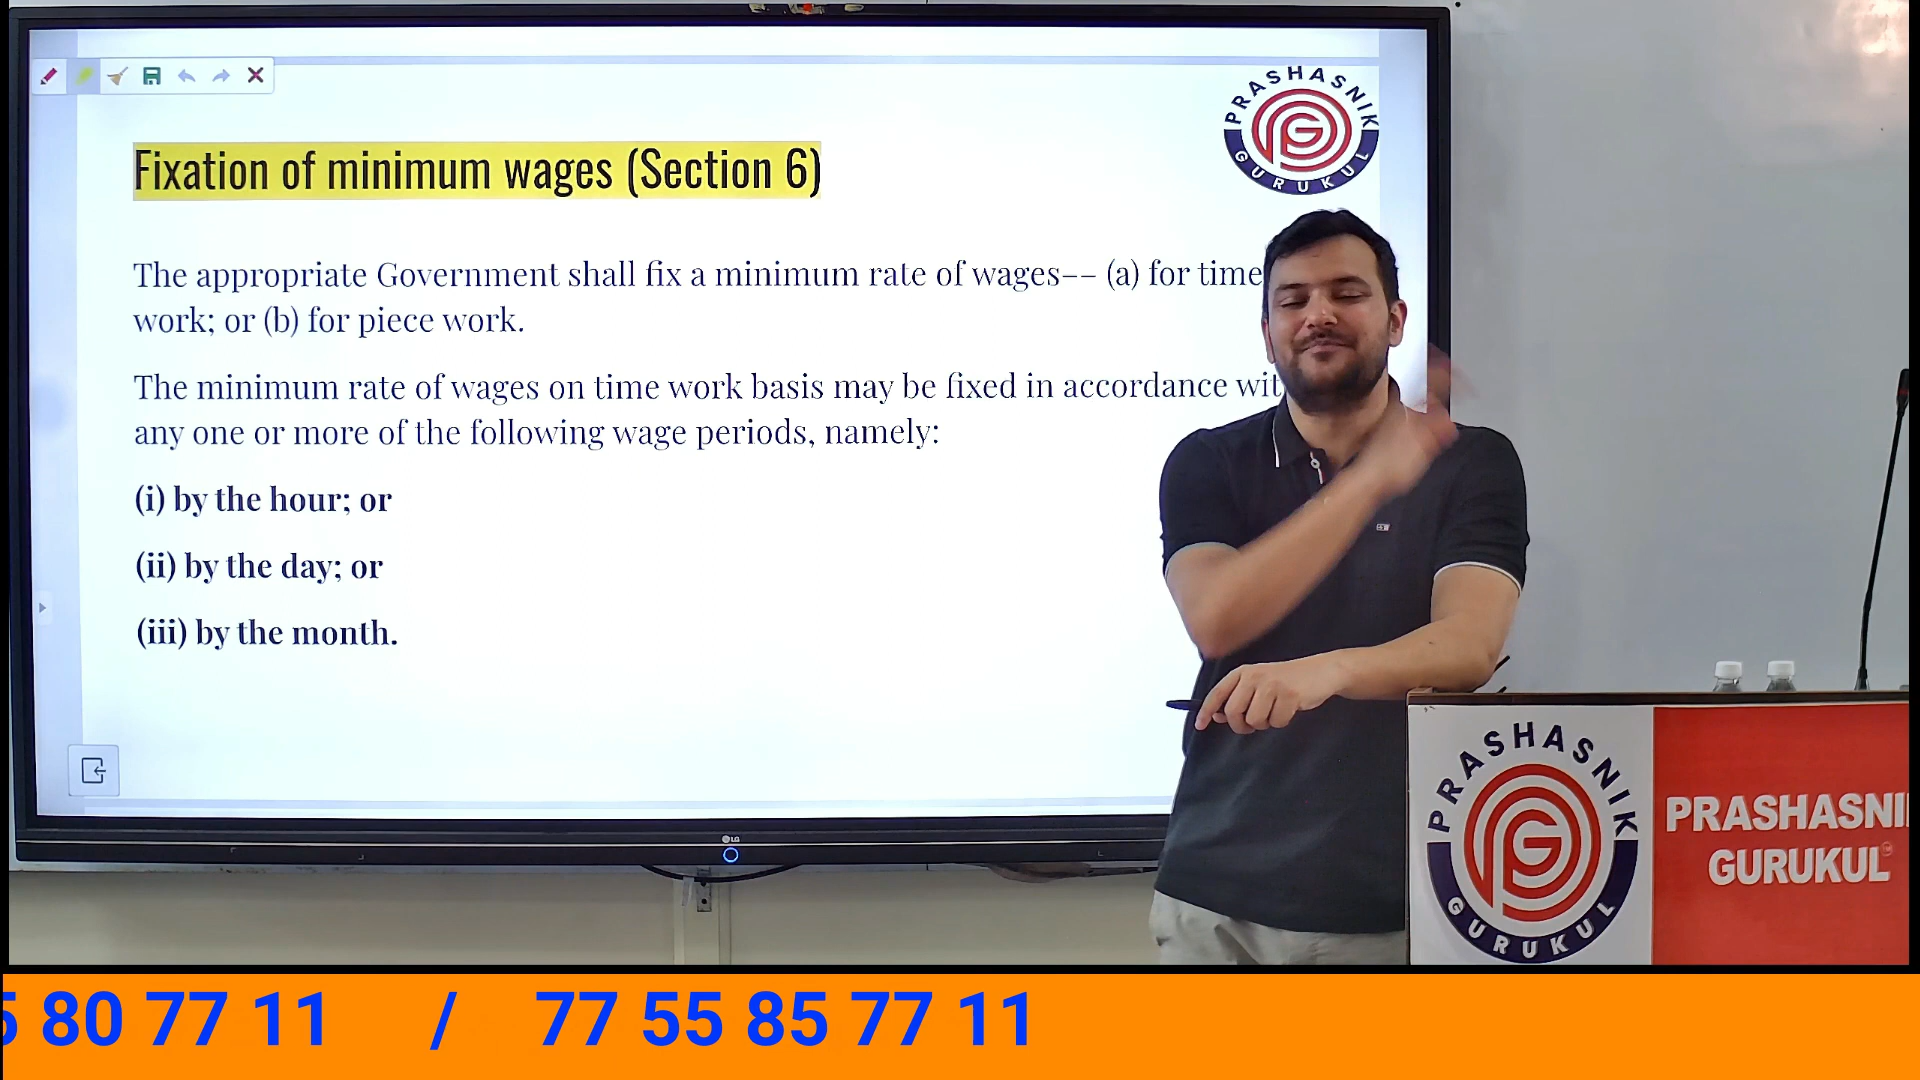 PRASHASNIK
GURUKUL
Fixation of minimum wages (Section 6)
The appropriate Government shall fix a minimum rate of wages–– (a) for time
work; or (b) for piece work.
The minimum rate of wages on time work basis may be fixed in accordance wit
any one or more of the following wage periods, namely:
(i) by the hour; or
(ii) by the day; or
(iii) by the month.
LG
PRASHASNIK
GURUKUL
PRASHASNI
GURUKUL
80 77 11 / 77 55 85 77 11